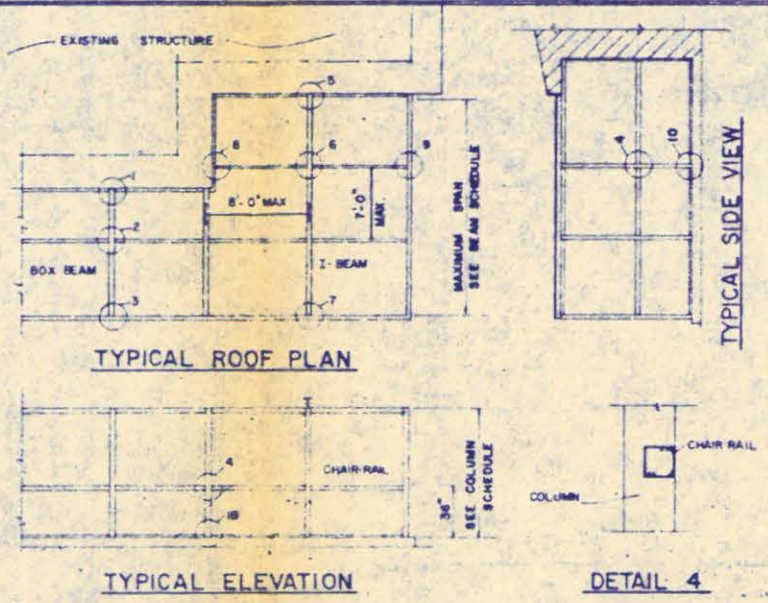 EXISTING STRUCTURE
5
8
6
9
1
8'-0" MAX
7'-0"
MAX.
2
BOX BEAM
I-BEAM
3
7
MAXIMUM SPAN
SEE BEAM SCHEDULE
TYPICAL ROOF PLAN
4
10
TYPICAL SIDE VIEW
4
CHAIR-RAIL
36"
SEE COLUMN
SCHEDULE
TYPICAL ELEVATION
CHAIR RAIL
COLUMN
DETAIL 4